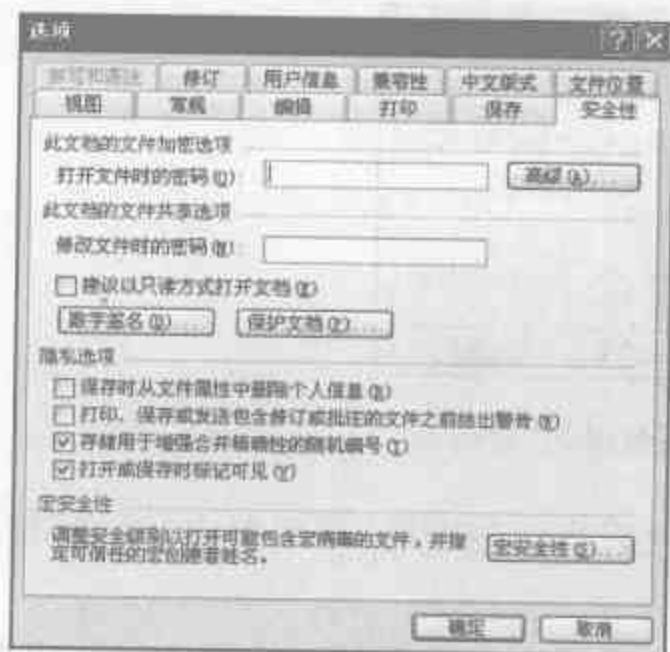 选项
拼写和语法 修订 用户信息 兼容性 中文版式 文件位置
视图 常规 编辑 打印 保存 安全性
此文档的文件加密选项
打开文件时的密码(O): 高级(A)...
此文档的文件共享选项
修改文件时的密码(M):
建议以只读方式打开文档(E)
数字签名(D)... 保护文档(P)...
隐私选项
保存时从文件属性中删除个人信息(R)
打印、保存或发送包含修订或批注的文件之前给出警告(W)
存储用于增强合并精确性的随机编号(T)
打开或保存时标记可见(V)
宏安全性
调整安全级别以打开可能包含宏病毒的文件，并指
定可信任的宏创建者姓名。 宏安全性(S)...
确定 取消